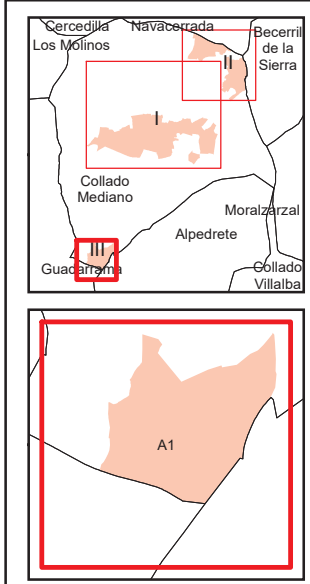 Cercedilla
Navacerrada
Los Molinos
Becerril
de la
Sierra
II
I
Collado
Mediano
Moralzarzal
Alpedrete
III
Guadarrama
Collado
Villalba
A1